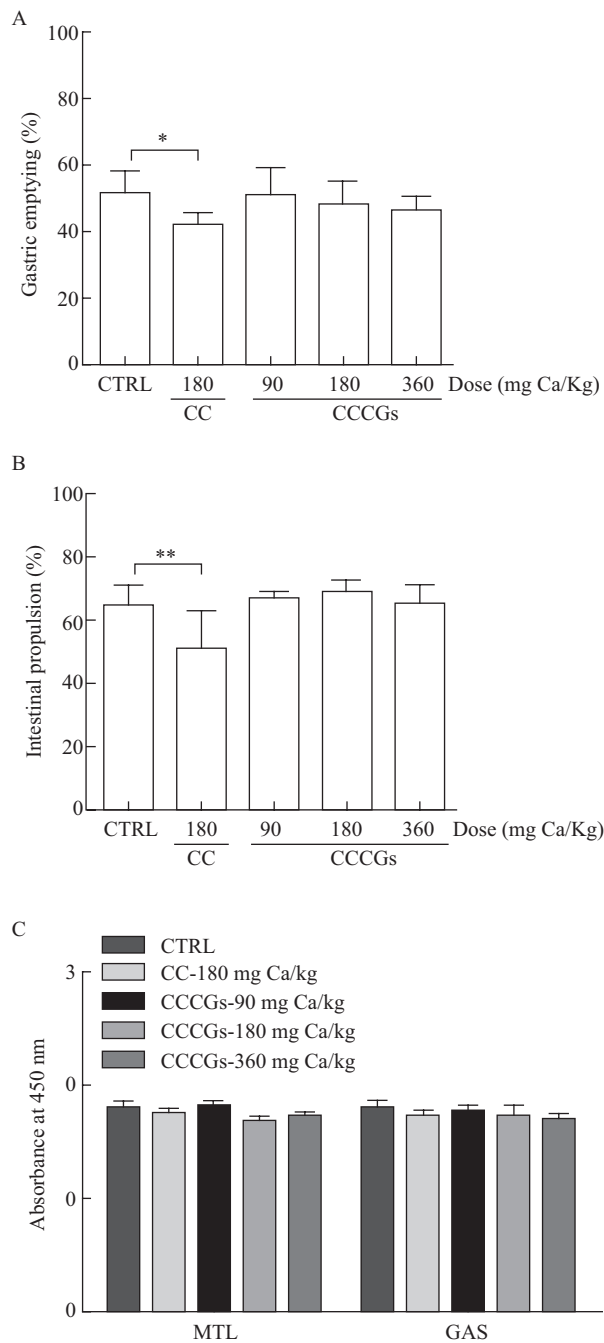 A
100
80
60
40
20
0
Gastric emptying (%)
*
CTRL 180 90 180 360 Dose (mg Ca/Kg)
CC CCCGs
B
100
80
60
40
20
0
Intestinal propulsion (%)
**
CTRL 180 90 180 360 Dose (mg Ca/Kg)
CC CCCGs
C
CTRL
CC-180 mg Ca/kg
CCCGs-90 mg Ca/kg
CCCGs-180 mg Ca/kg
CCCGs-360 mg Ca/kg
3
0
0
0
Absorbance at 450 nm
MTL GAS